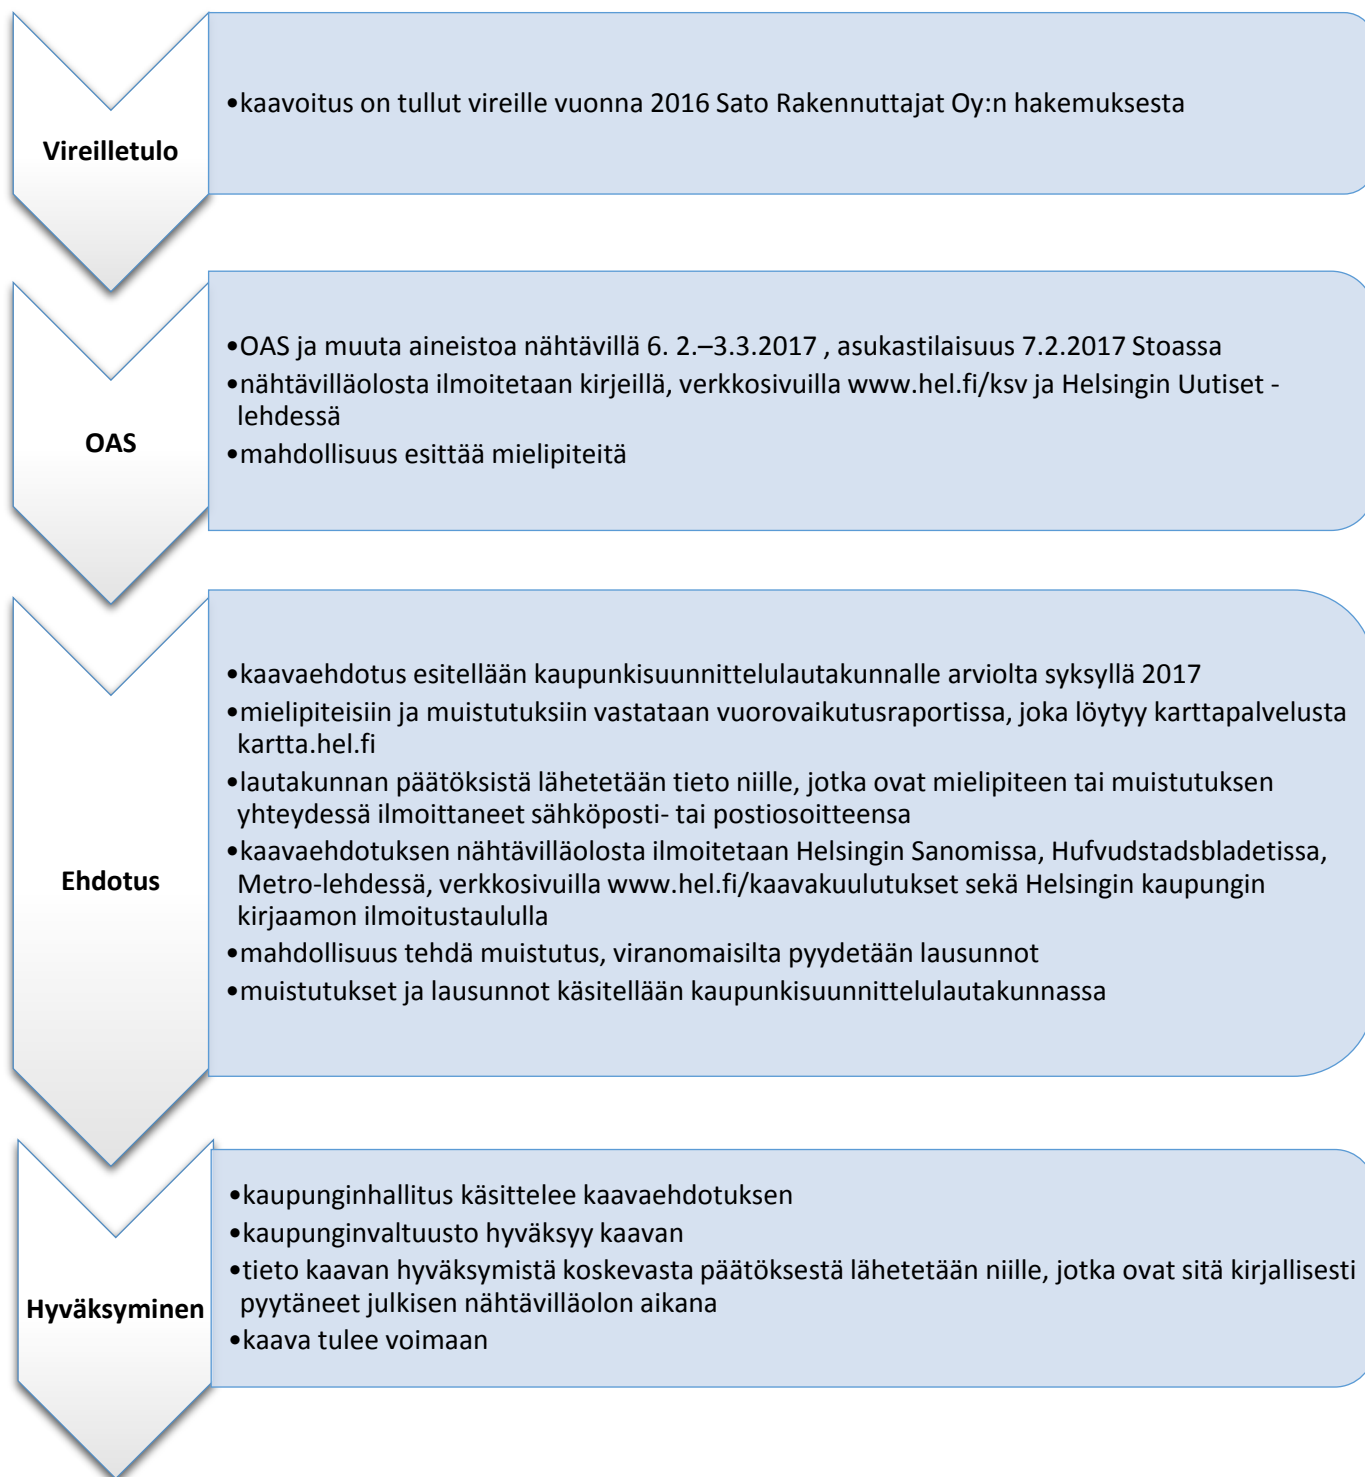 Vireilletulo
•kaavoitus on tullut vireille vuonna 2016 Sato Rakennuttajat Oy:n hakemuksesta
OAS
•OAS ja muuta aineistoa nähtävillä 6. 2.–3.3.2017 , asukastilaisuus 7.2.2017 Stoassa
•nähtävilläolosta ilmoitetaan kirjeillä, verkkosivuilla www.hel.fi/ksv ja Helsingin Uutiset -
lehdessä
•mahdollisuus esittää mielipiteitä
Ehdotus
•kaavaehdotus esitellään kaupunkisuunnittelulautakunnalle arviolta syksyllä 2017
•mielipiteisiin ja muistutuksiin vastataan vuorovaikutusraportissa, joka löytyy karttapalvelusta
kartta.hel.fi
•lautakunnan päätöksistä lähetetään tieto niille, jotka ovat mielipiteen tai muistutuksen
yhteydessä ilmoittaneet sähköposti- tai postiosoitteensa
•kaavaehdotuksen nähtävilläolosta ilmoitetaan Helsingin Sanomissa, Hufvudstadsbladetissa,
Metro-lehdessä, verkkosivuilla www.hel.fi/kaavakuulutukset sekä Helsingin kaupungin
kirjaamon ilmoitustaululla
•mahdollisuus tehdä muistutus, viranomaisilta pyydetään lausunnot
•muistutukset ja lausunnot käsitellään kaupunkisuunnittelulautakunnassa
Hyväksyminen
•kaupunginhallitus käsittelee kaavaehdotuksen
•kaupunginvaltuusto hyväksyy kaavan
•tieto kaavan hyväksymistä koskevasta päätöksestä lähetetään niille, jotka ovat sitä kirjallisesti
pyytäneet julkisen nähtävilläolon aikana
•kaava tulee voimaan